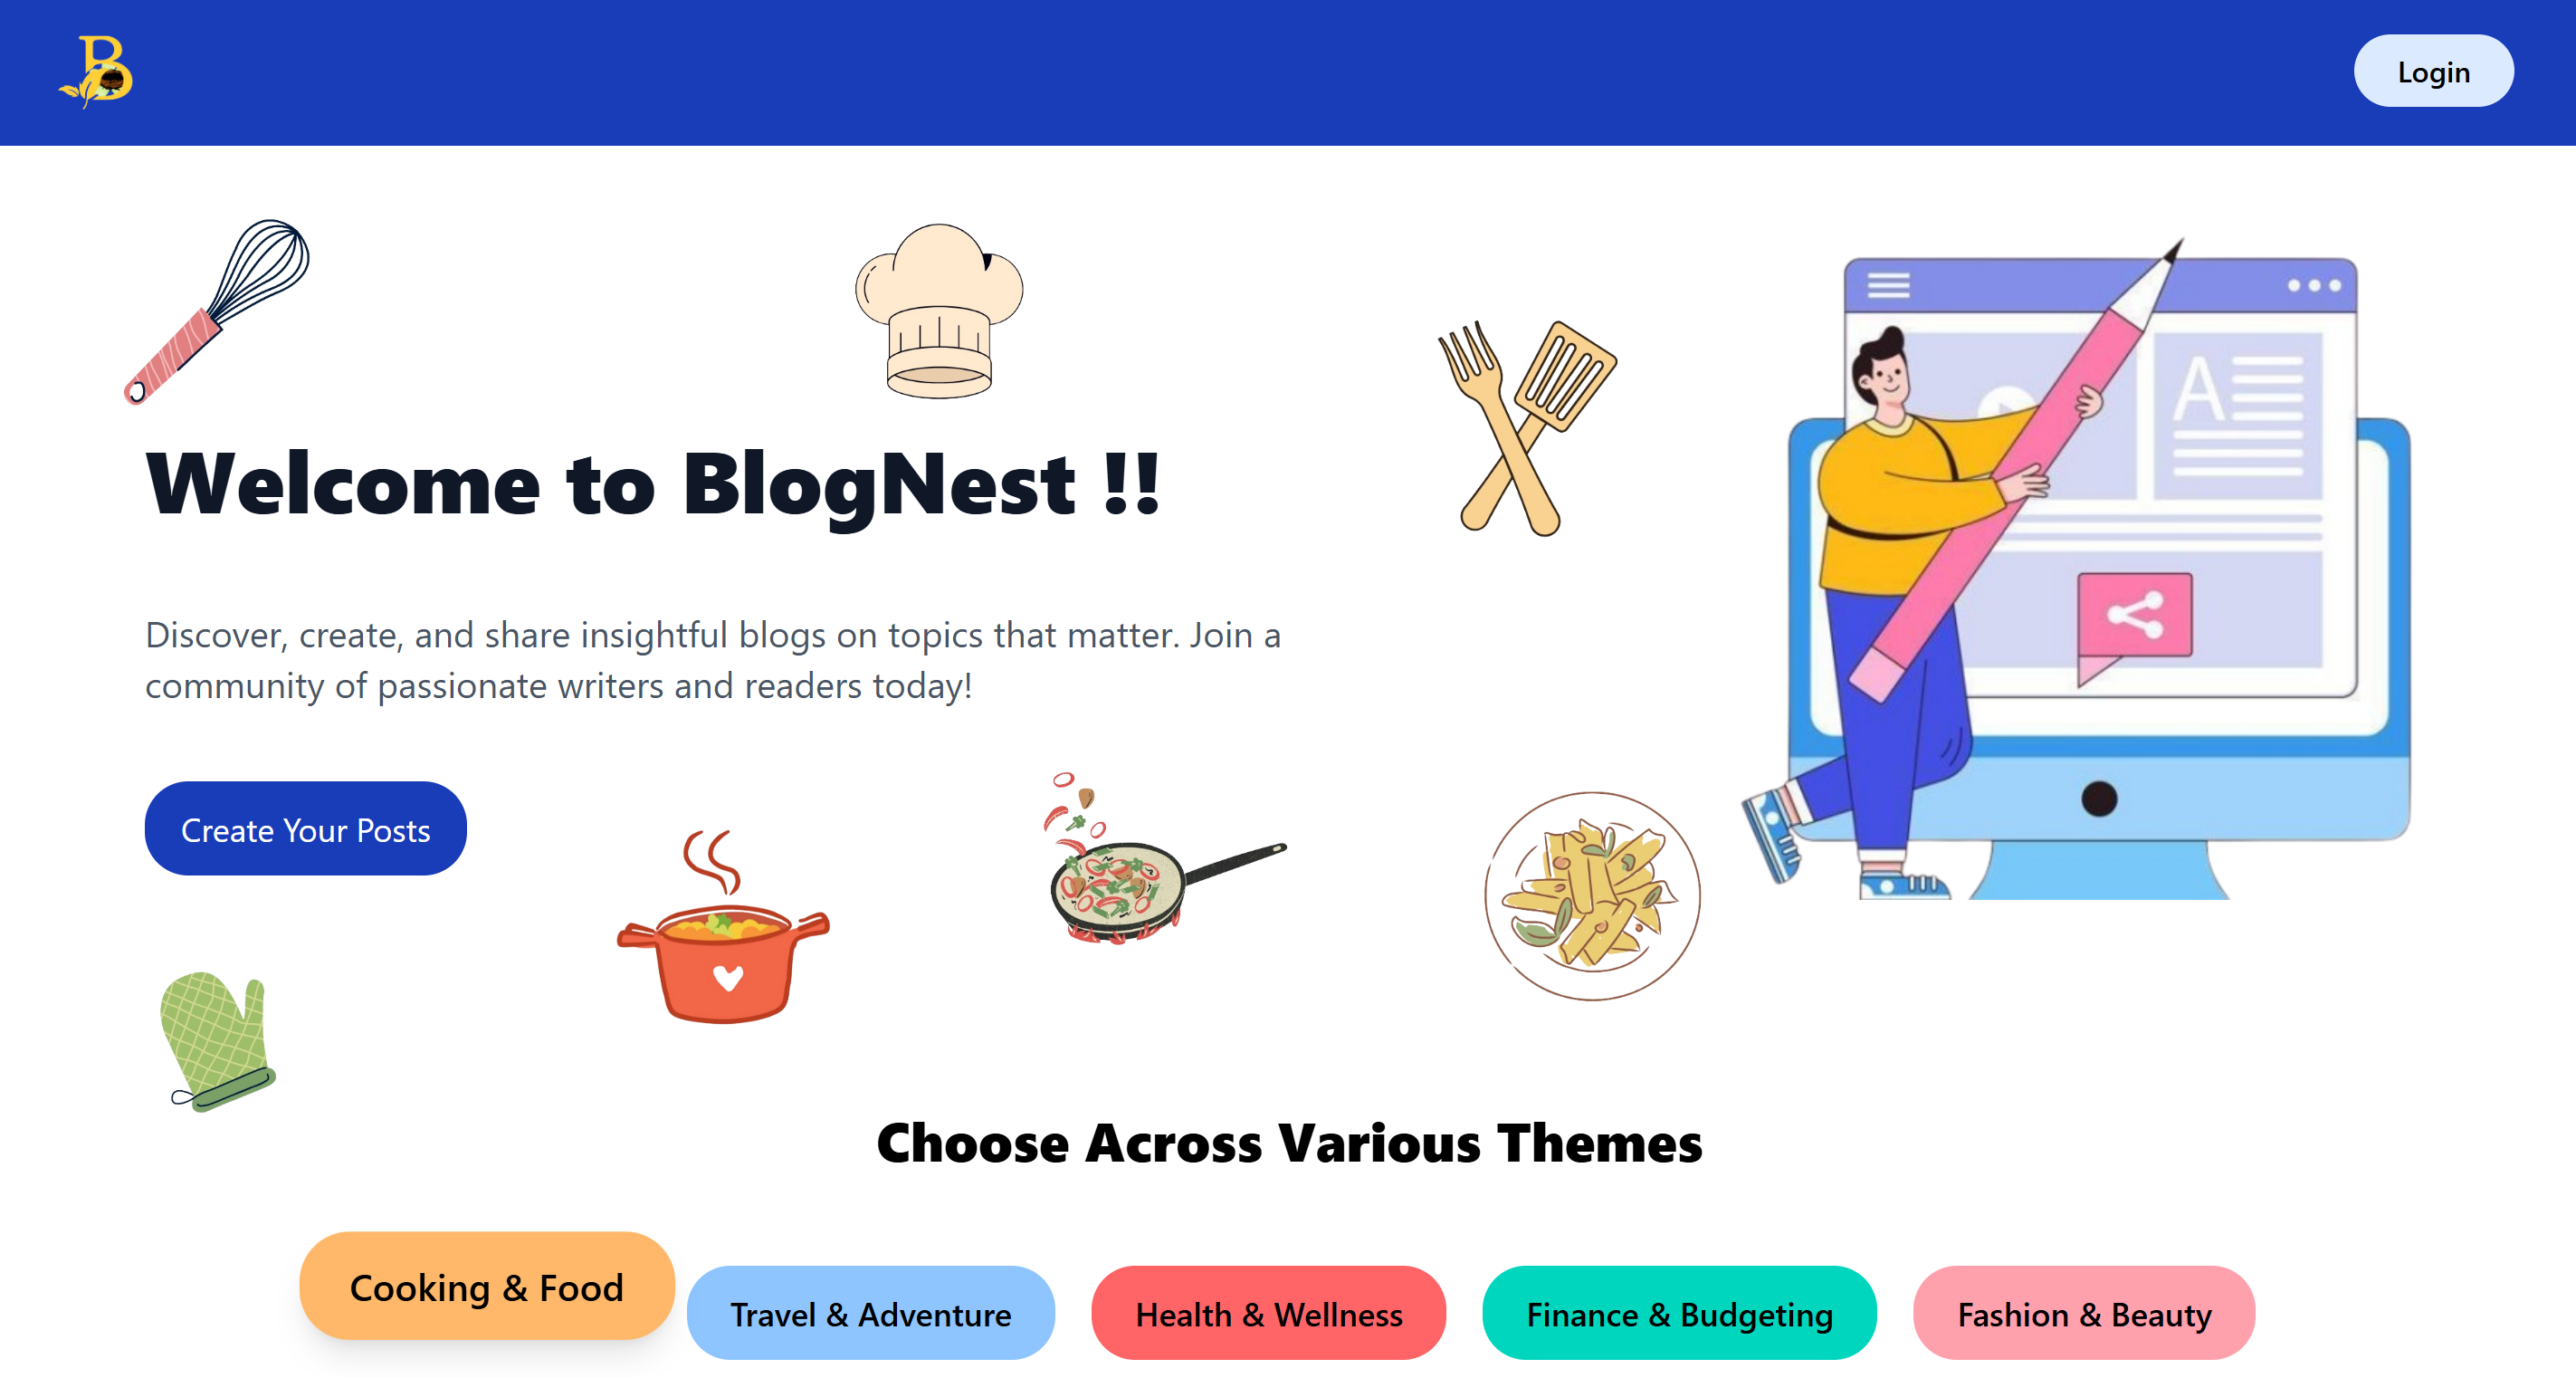 B
Login
Welcome to BlogNest !!
A
Discover, create, and share insightful blogs on topics that matter. Join a
community of passionate writers and readers today!
Create Your Posts
Choose Across Various Themes
Cooking & Food
Travel & Adventure
Health & Wellness
Finance & Budgeting
Fashion & Beauty